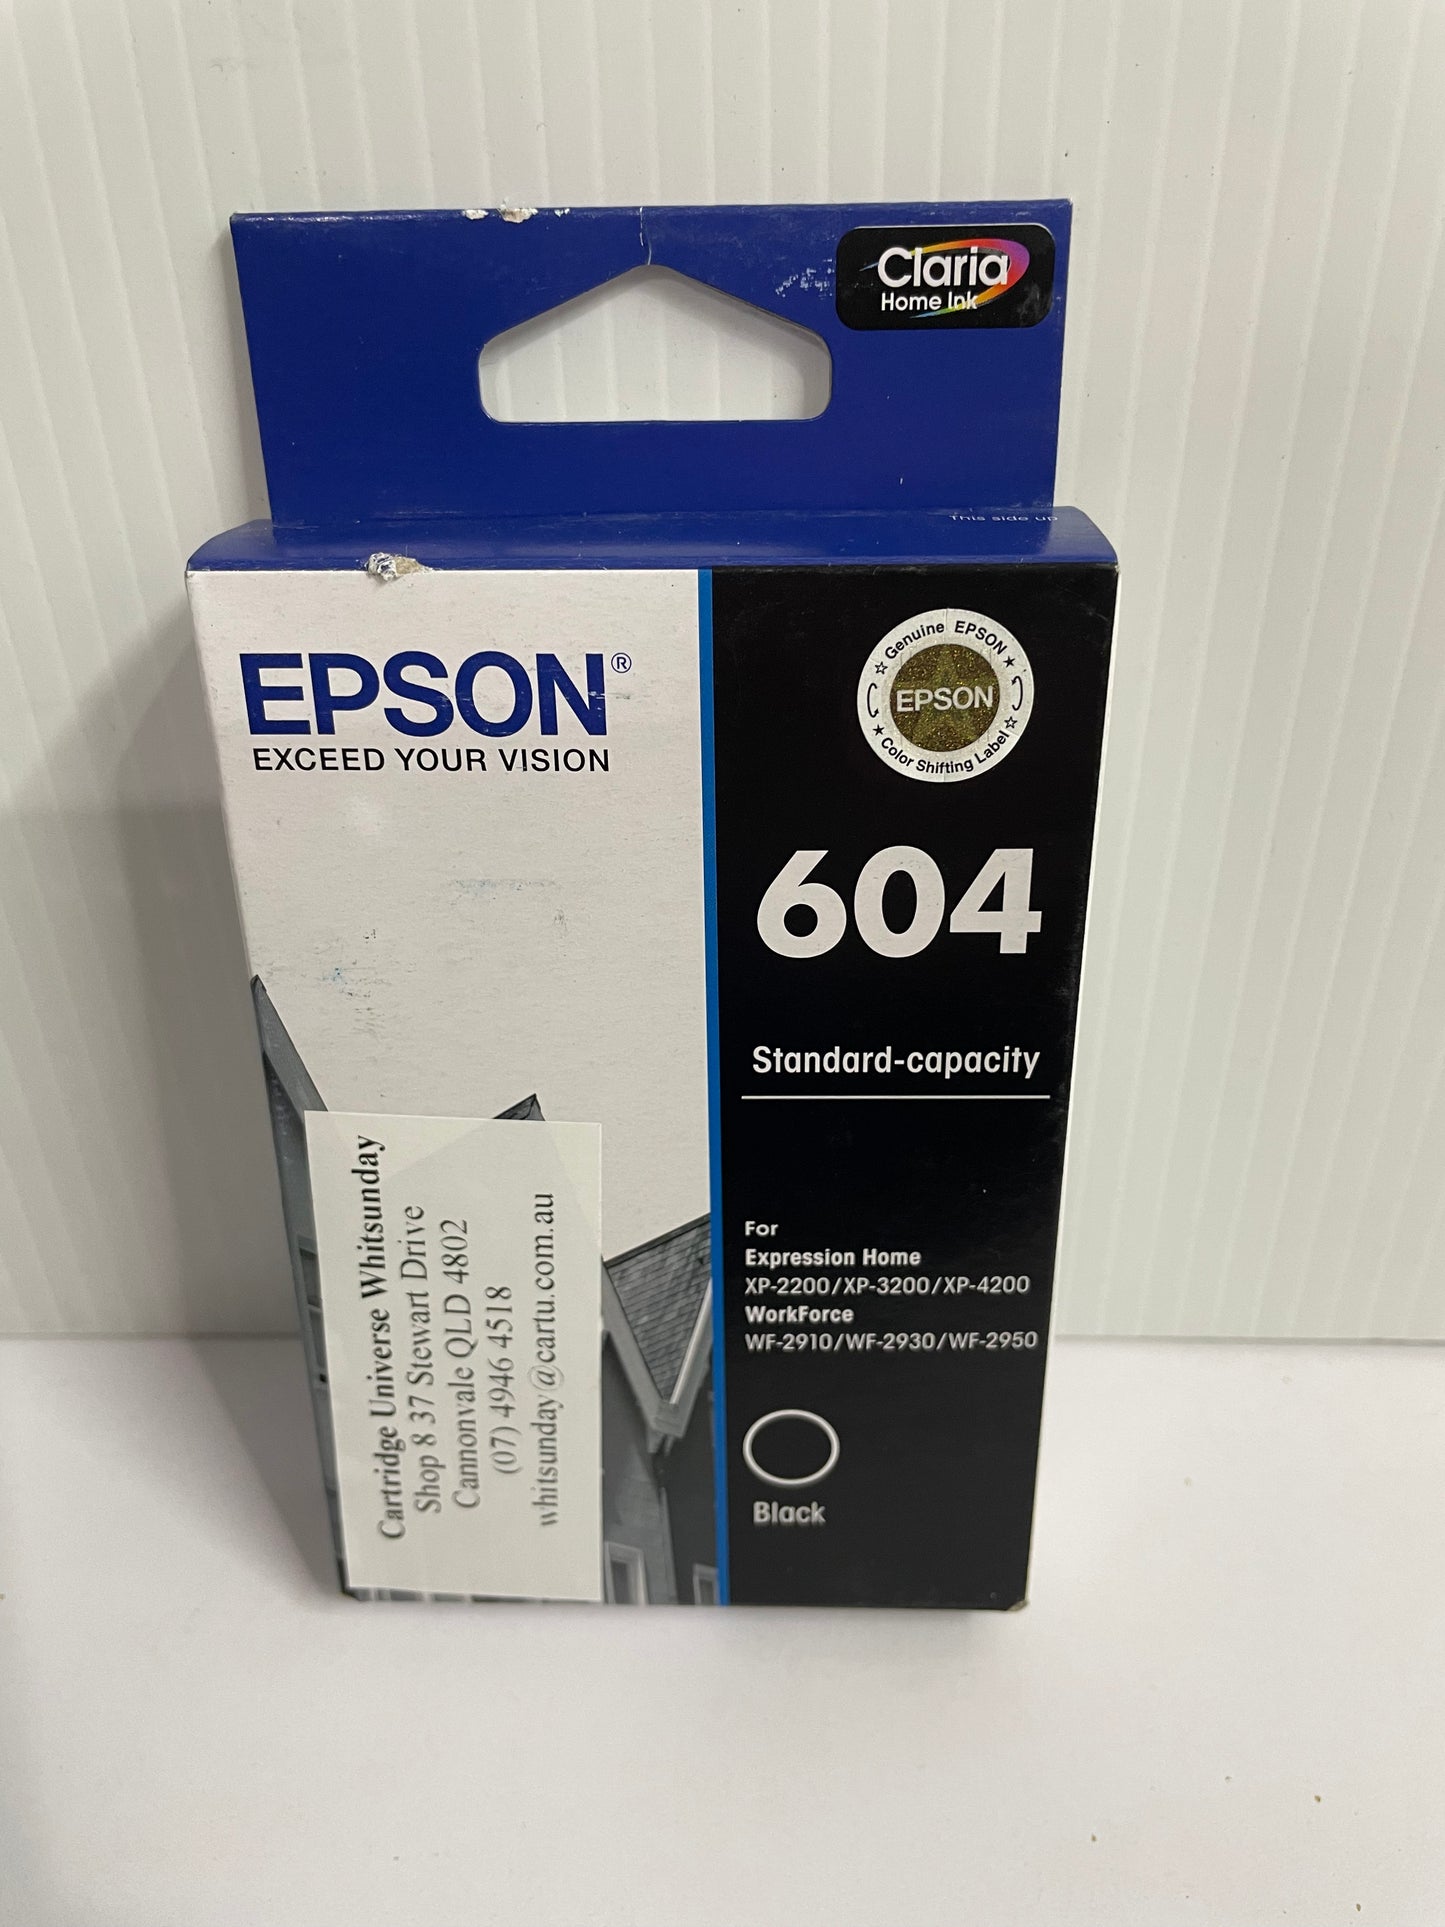 Claria
Home Ink
This side up
EPSON®
EXCEED YOUR VISION
Genuine EPSON
EPSON
Color Shifting Label
604
Standard-capacity
For
Expression Home
XP-2200/XP-3200/XP-4200
WorkForce
WF-2910/WF-2930/WF-2950
Black
Cartridge Universe Whitsunday
Shop 8 37 Stewart Drive
Cannonvale QLD 4802
(07) 4946 4518
whitsunday@cartu.com.au